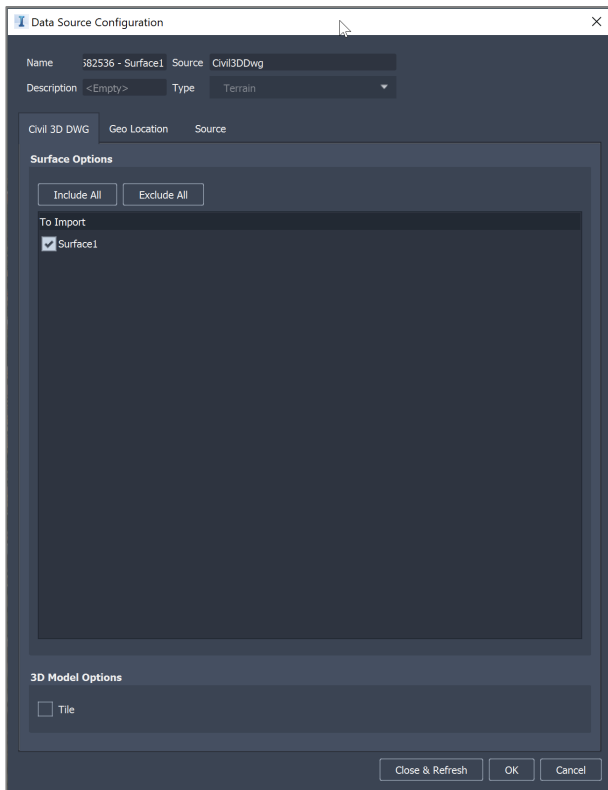 Data Source Configuration
Name 582536 - Surface1 Source Civil3DDwg
Description <Empty> Type Terrain
Civil 3D DWG Geo Location Source
Surface Options
Include All Exclude All
To Import
Surface1
3D Model Options
Tile
Close & Refresh OK Cancel